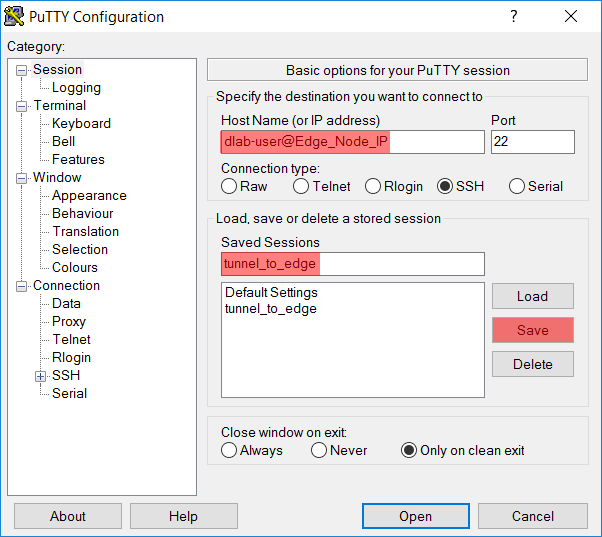 PuTTY Configuration
?
Category:
Session
Logging
Terminal
Keyboard
Bell
Features
Window
Appearance
Behaviour
Translation
Selection
Colours
Connection
Data
Proxy
Telnet
Rlogin
SSH
Serial
Basic options for your PuTTY session
Specify the destination you want to connect to
Host Name (or IP address) Port
dlab-user@Edge_Node_IP 22
Connection type:
Raw Telnet Rlogin SSH Serial
Load, save or delete a stored session
Saved Sessions
tunnel_to_edge
Default Settings
tunnel_to_edge
Load
Save
Delete
Close window on exit:
Always Never Only on clean exit
About Help Open Cancel